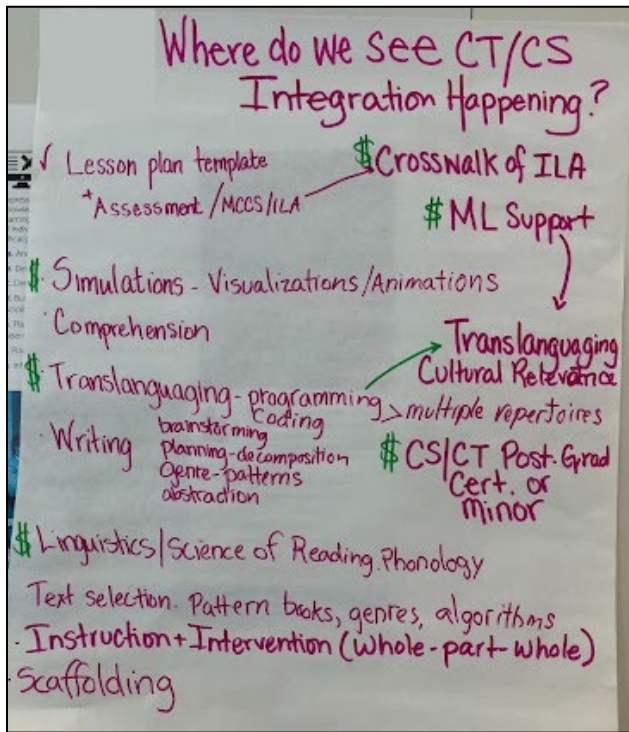 Where do we see CT/CS
Integration Happening?
✓ Lesson plan template
*Assessment/MCCS/ILA
$ Crosswalk of ILA
$ ML Support
$ · Simulations - Visualizations/Animations
· Comprehension
Translanguaging
Cultural Relevance
$ · Translanguaging - programming
coding
> multiple repertoires
· Writing
brainstorming
planning-decomposition
genre-patterns
abstraction
$ CS/CT Post-Grad
Cert. or
Minor
$ Linguistics/Science of Reading.Phonology
Text selection. Pattern books, genres, algorithms
· Instruction + Intervention (whole-part-whole)
· Scaffolding